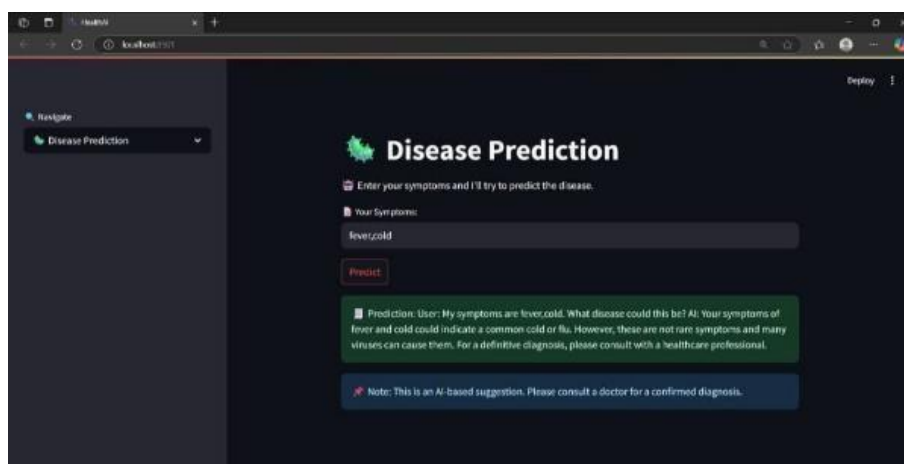 HealthAI
localhost:8501
Deploy
Navigate
Disease Prediction
Disease Prediction
Enter your symptoms and I'll try to predict the disease.
Your Symptoms:
fever,cold
Predict
Prediction: User: My symptoms are fever,cold. What disease could this be? AI: Your symptoms of
fever and cold could indicate a common cold or flu. However, these are not rare symptoms and many
viruses can cause them. For a definitive diagnosis, please consult with a healthcare professional.
Note: This is an AI-based suggestion. Please consult a doctor for a confirmed diagnosis.